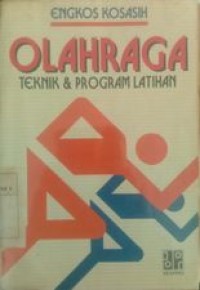 ENGKOS KOSASIH
OLAHRAGA
TEKNIK & PROGRAM LATIHAN